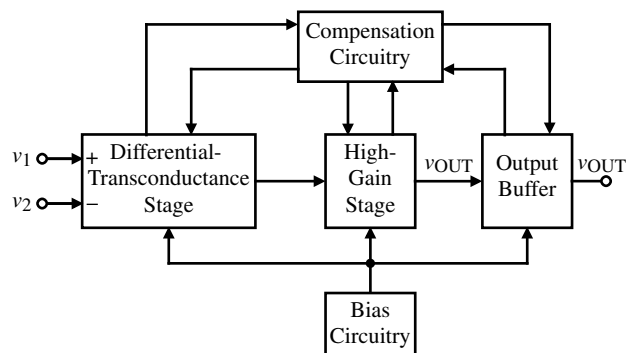 Compensation
Circuitry
v1
+
v2
−
Differential-
Transconductance
Stage
High-
Gain
Stage
vOUT
Output
Buffer
vOUT
Bias
Circuitry